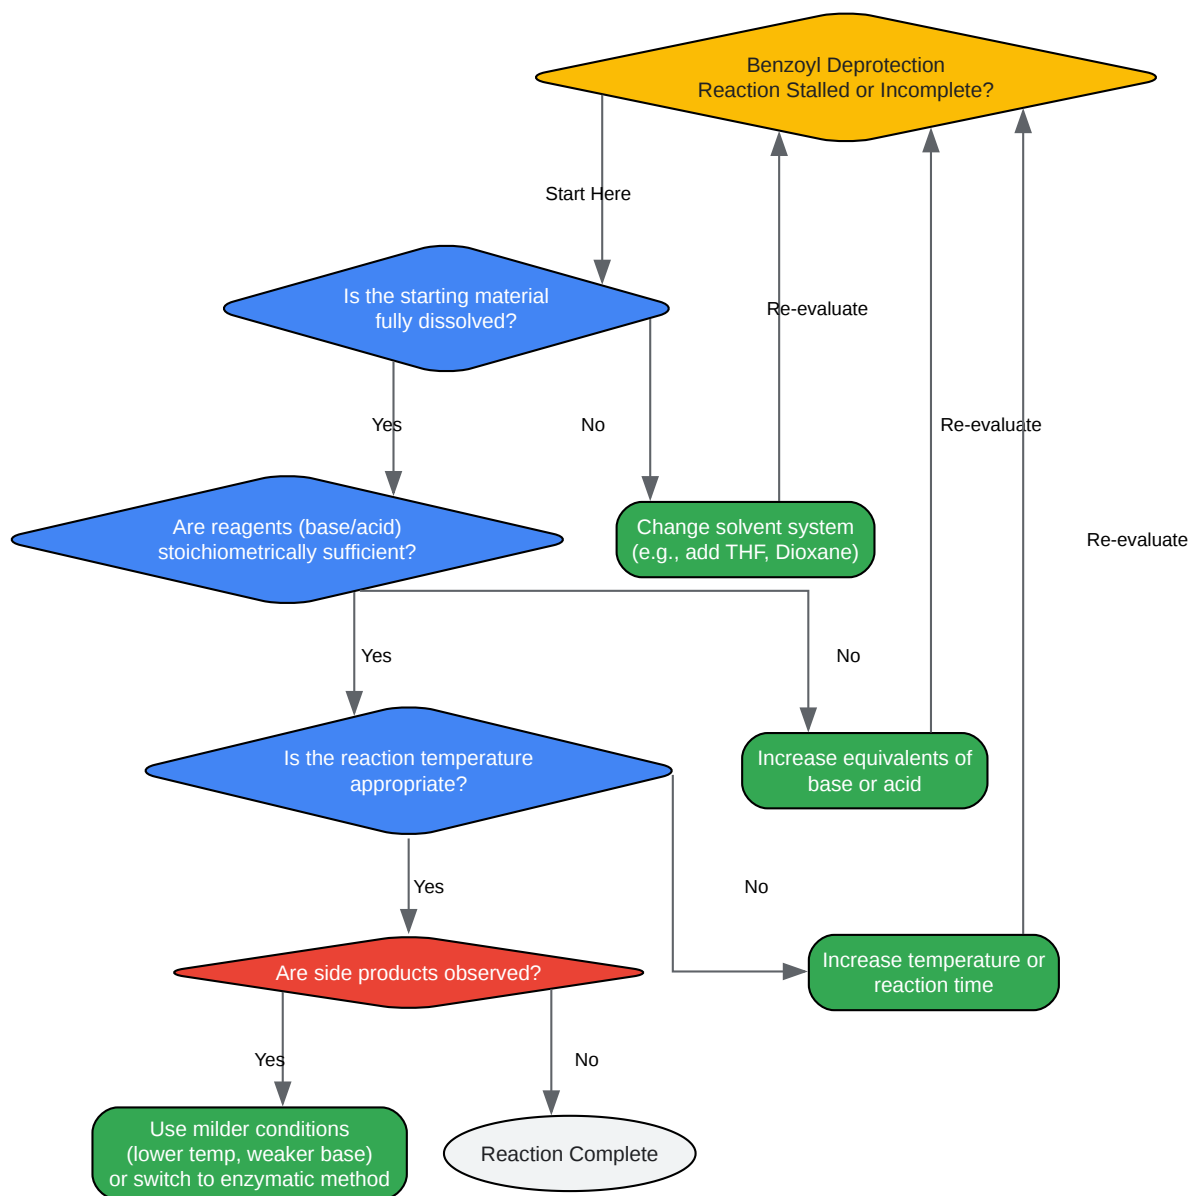 Benzoyl Deprotection
Reaction Stalled or Incomplete?
Start Here
Is the starting material
fully dissolved?
Re-evaluate
Yes
No
Re-evaluate
Are reagents (base/acid)
stoichiometrically sufficient?
Change solvent system
(e.g., add THF, Dioxane)
Re-evaluate
Yes
No
Is the reaction temperature
appropriate?
Increase equivalents of
base or acid
Yes
No
Are side products observed?
Increase temperature or
reaction time
Yes
No
Use milder conditions
(lower temp, weaker base)
or switch to enzymatic method
Reaction Complete